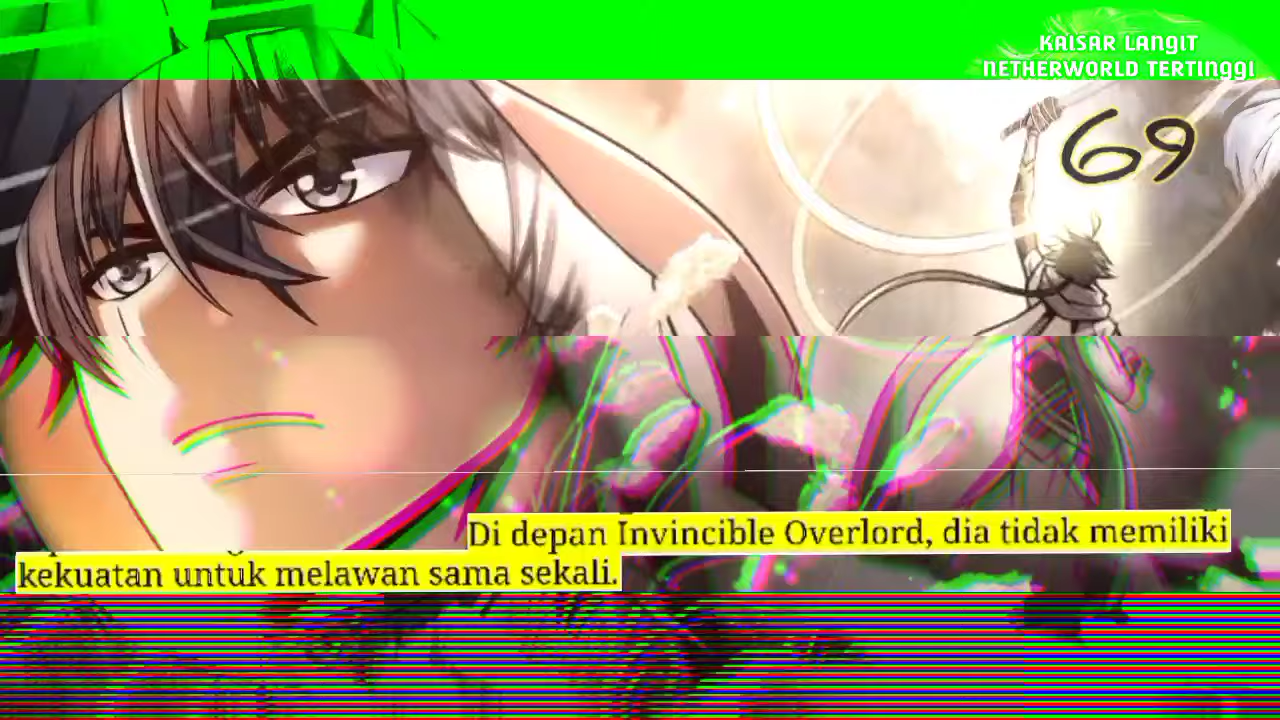 KAISAR LANGIT
NETHERWORLD TERTINGGI
69
Di depan Invincible Overlord, dia tidak memiliki
kekuatan untuk melawan sama sekali.